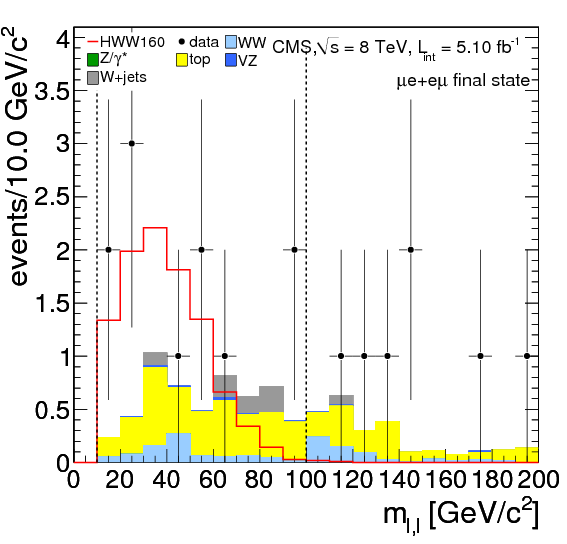 HWW160 data WW CMS,√s = 8 TeV, L_int = 5.10 fb⁻¹
Z/γ* top VZ
W+jets μe+eμ final state
events/10.0 GeV/c²
4
3.5
3
2.5
2
1.5
1
0.5
0
0 20 40 60 80 100 120 140 160 180 200
m_l,l [GeV/c²]